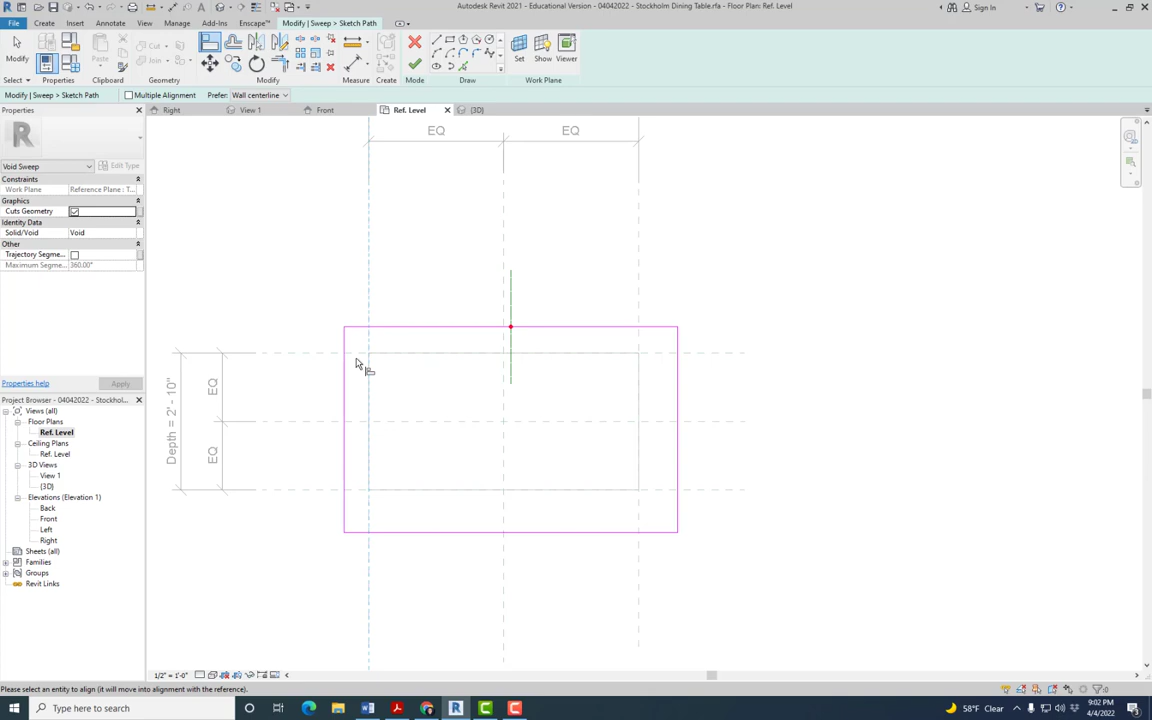 Autodesk Revit 2021 - Educational Version - 04042022 - Stockholm Dining Table.rfa - Floor Plan: Ref. Level
Sign In
File Create Insert Annotate View Manage Add-Ins Enscape™ Modify | Sweep > Sketch Path
Modify
Paste
Cut
Join
Select Properties Clipboard Geometry Modify Measure Create Mode Draw Work Plane
Set Show Viewer
Modify | Sweep > Sketch Path Multiple Alignment Prefer: Wall centerline
Properties
Right View 1 Front Ref. Level (3D)
Void Sweep Edit Type
Constraints
Work Plane Reference Plane : T...
Graphics
Cuts Geometry
Identity Data
Solid/Void Void
Other
Trajectory Segme...
Maximum Segme... 360.00°
EQ EQ
Depth = 2' - 10"
EQ
EQ
Properties help Apply
Project Browser - 04042022 - Stockhol...
Views (all)
Floor Plans
Ref. Level
Ceiling Plans
Ref. Level
3D Views
View 1
{3D}
Elevations (Elevation 1)
Back
Front
Left
Right
Sheets (all)
Families
Groups
Revit Links
1/2" = 1'-0"
Please select an entity to align (it will move into alignment with the reference).
Type here to search
58°F Clear
9:02 PM
4/4/2022